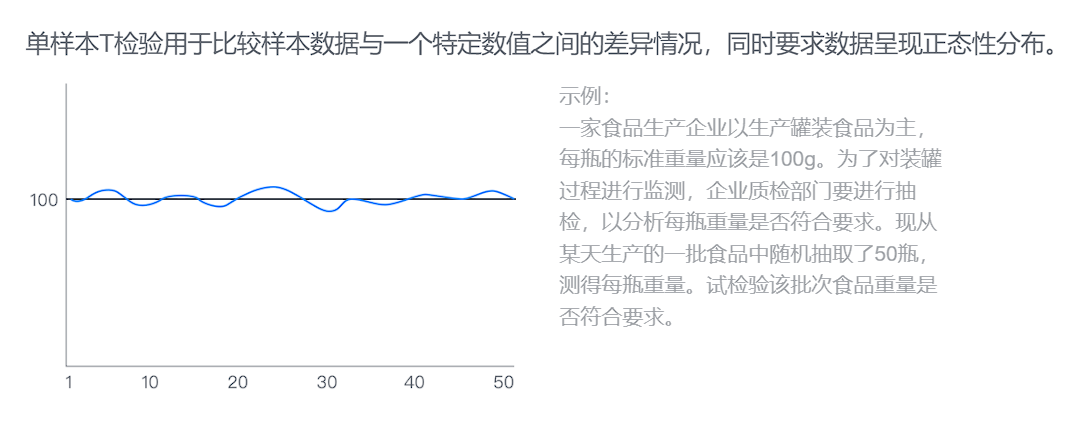 单样本T检验用于比较样本数据与一个特定数值之间的差异情况，同时要求数据呈现正态性分布。
示例：
一家食品生产企业以生产罐装食品为主，
每瓶的标准重量应该是100g。为了对装罐
过程进行监测，企业质检部门要进行抽
检，以分析每瓶重量是否符合要求。现从
某天生产的一批食品中随机抽取了50瓶，
测得每瓶重量。试检验该批次食品重量是
否符合要求。
100
1 10 20 30 40 50